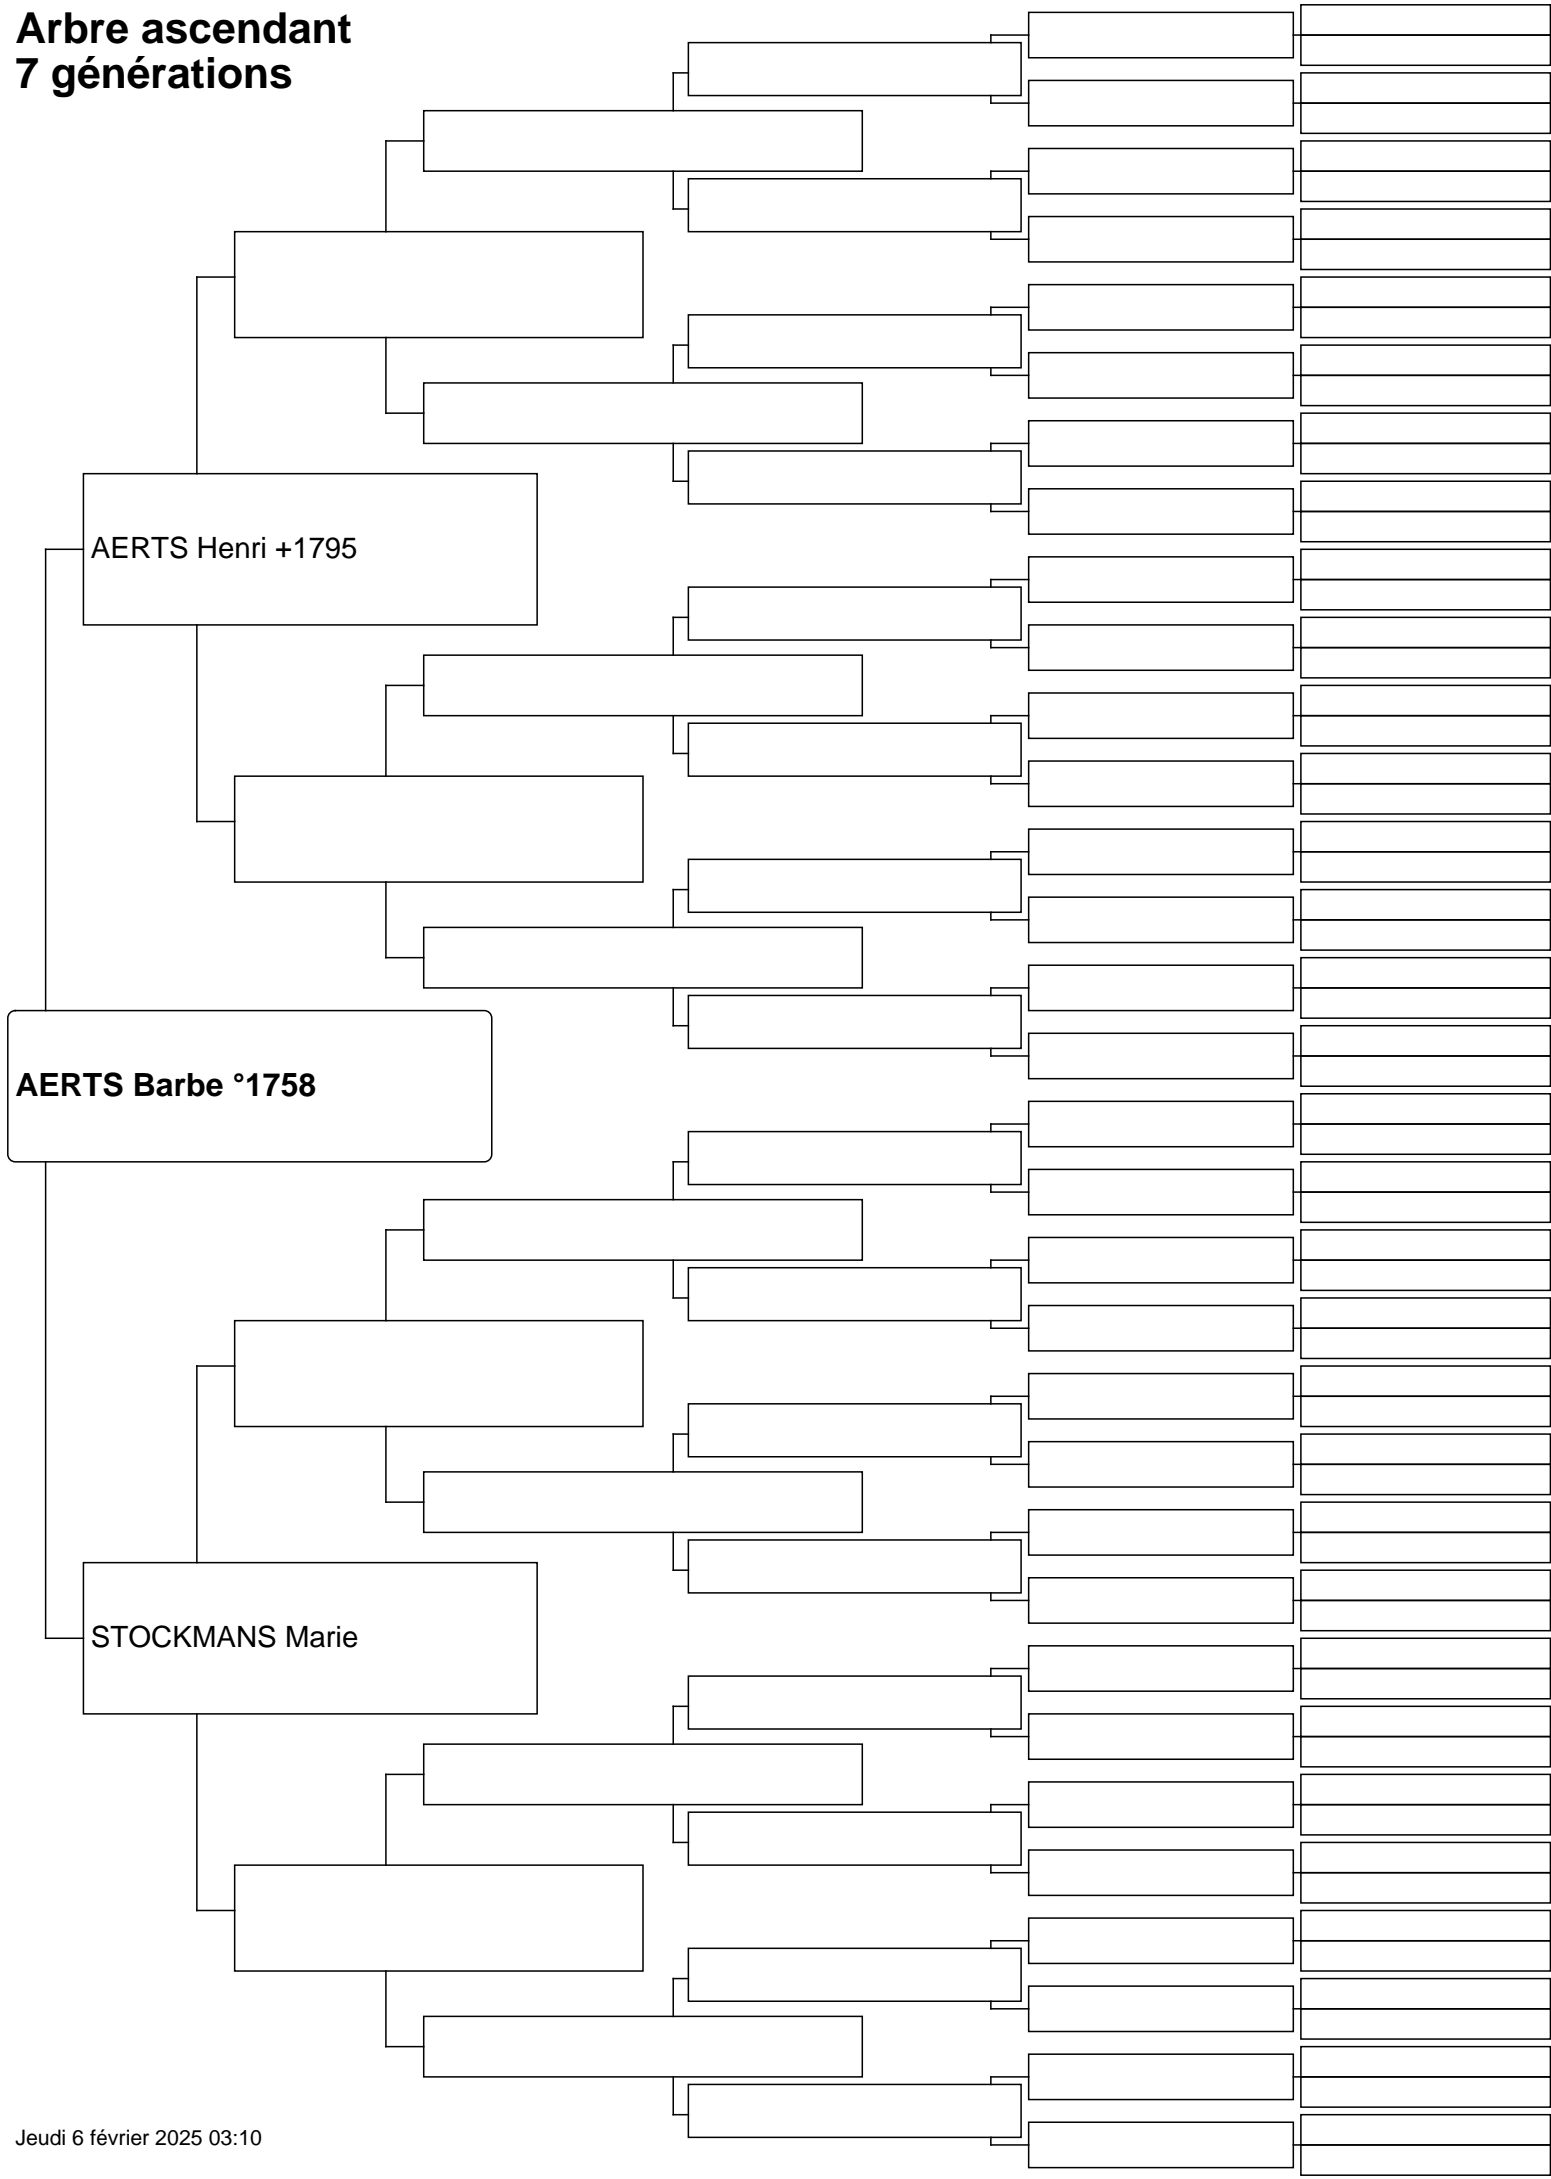 Arbre ascendant
7 générations
AERTS Henri +1795
AERTS Barbe °1758
STOCKMANS Marie
Jeudi 6 février 2025 03:10